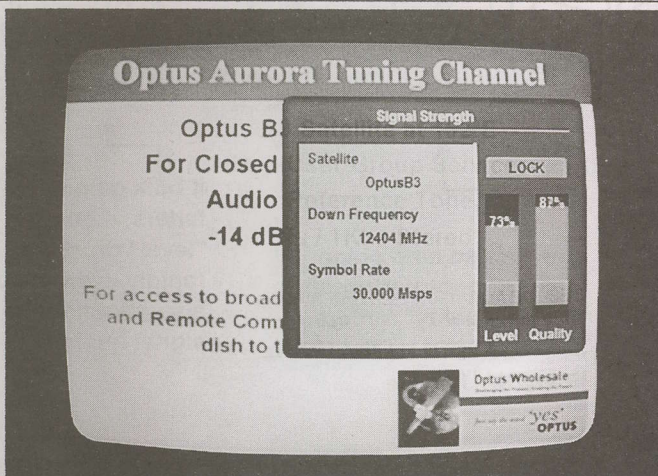 Optus Aurora Tuning Channel
Optus B3
For Closed
Audio
-14 dB
For access to broad
and Remote Com
dish to t
Signal Strength
Satellite
OptusB3
Down Frequency
12404 MHz
Symbol Rate
30.000 Msps
LOCK
73%
Level Quality
Optus Wholesale
'yes'
OPTUS